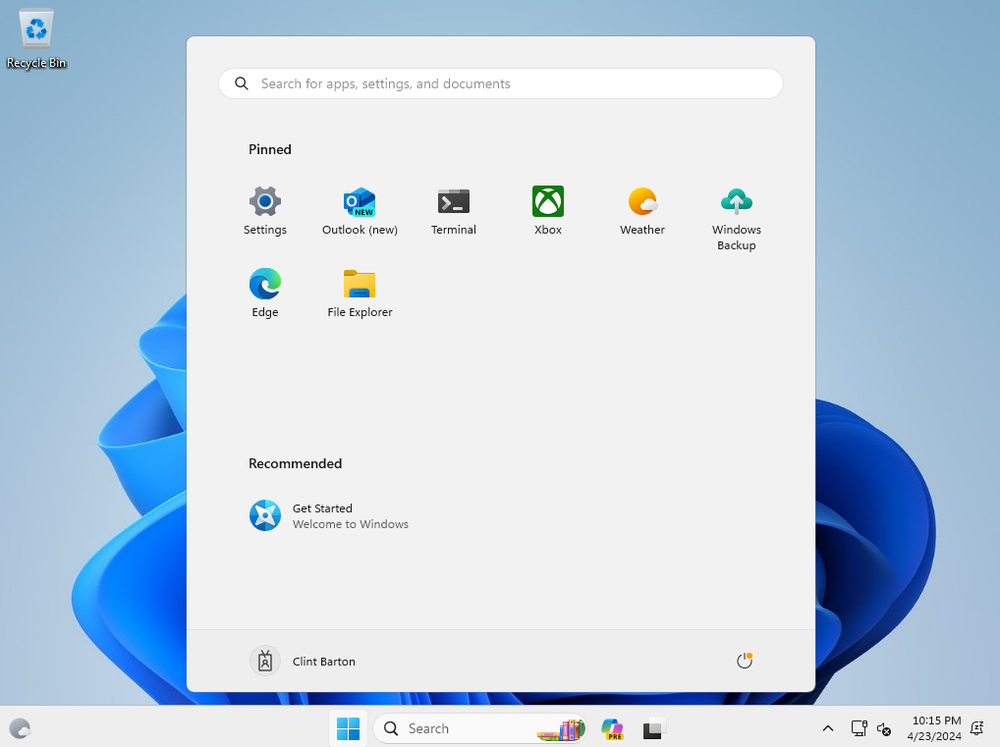 Recycle Bin
Search for apps, settings, and documents
Pinned
Settings
Outlook (new)
Terminal
Xbox
Weather
Windows
Backup
NEW
Edge
File Explorer
Recommended
Get Started
Welcome to Windows
Clint Barton
Search
PRE
10:15 PM
4/23/2024